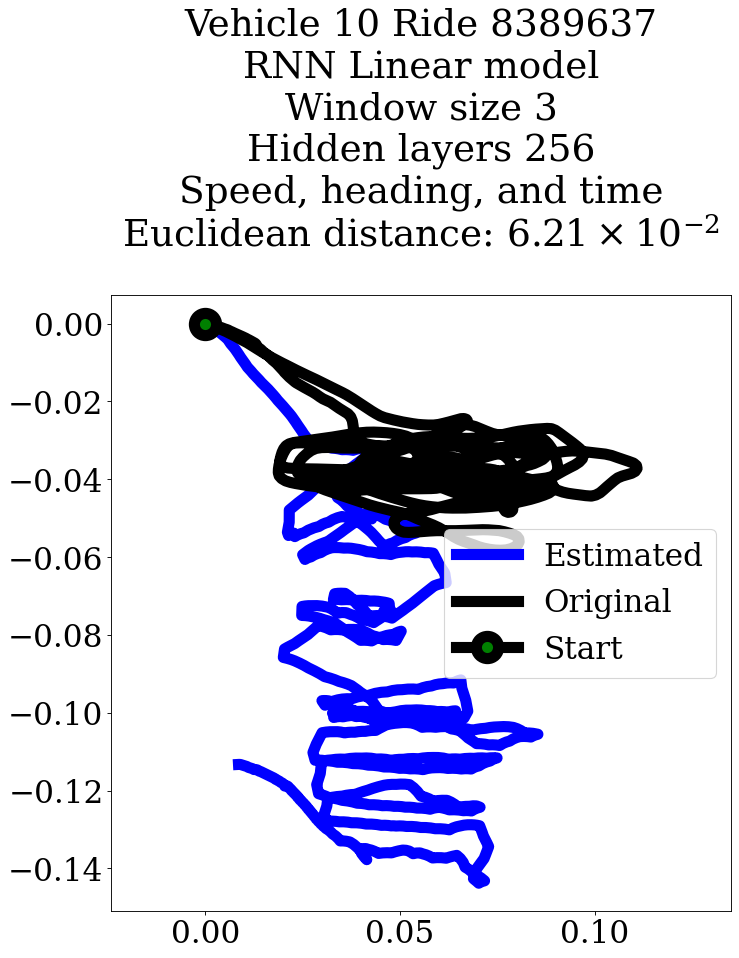 Vehicle 10 Ride 8389637
RNN Linear model
Window size 3
Hidden layers 256
Speed, heading, and time
Euclidean distance: 6.21 × 10⁻²
0.00
−0.02
−0.04
−0.06
−0.08
−0.10
−0.12
−0.14
Estimated
Original
Start
0.00 0.05 0.10